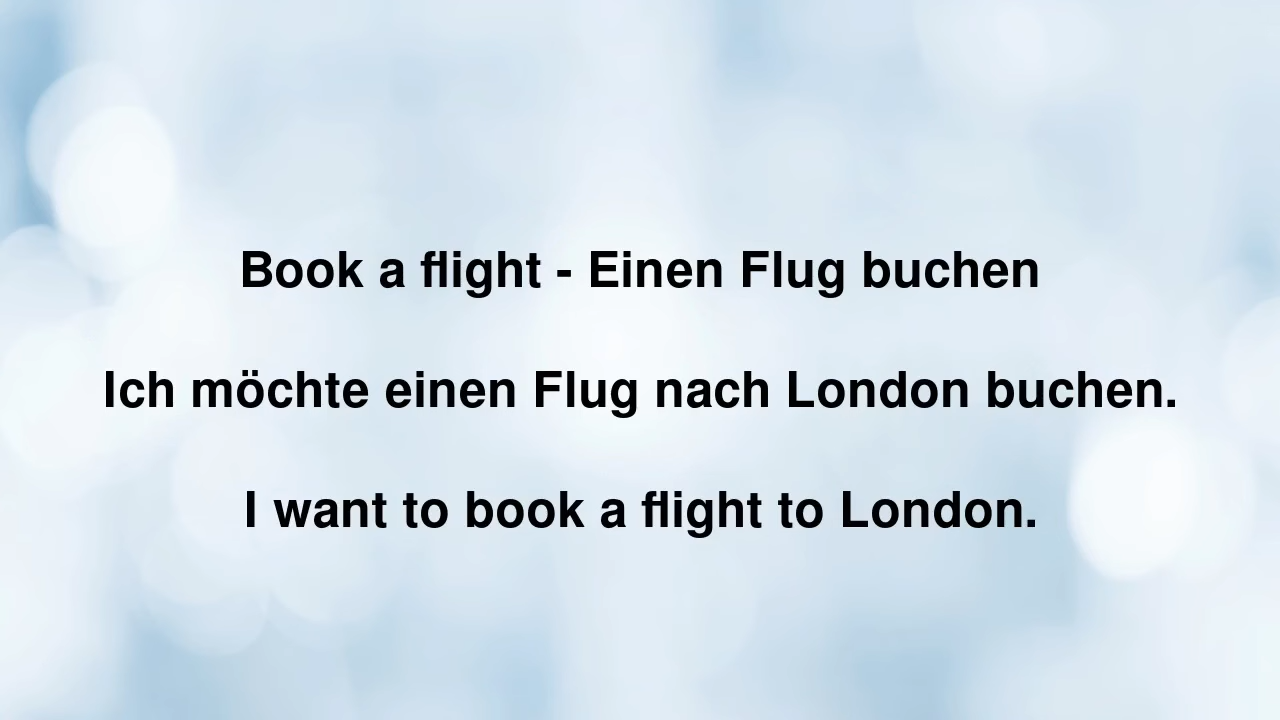 Book a flight - Einen Flug buchen
Ich möchte einen Flug nach London buchen.
I want to book a flight to London.